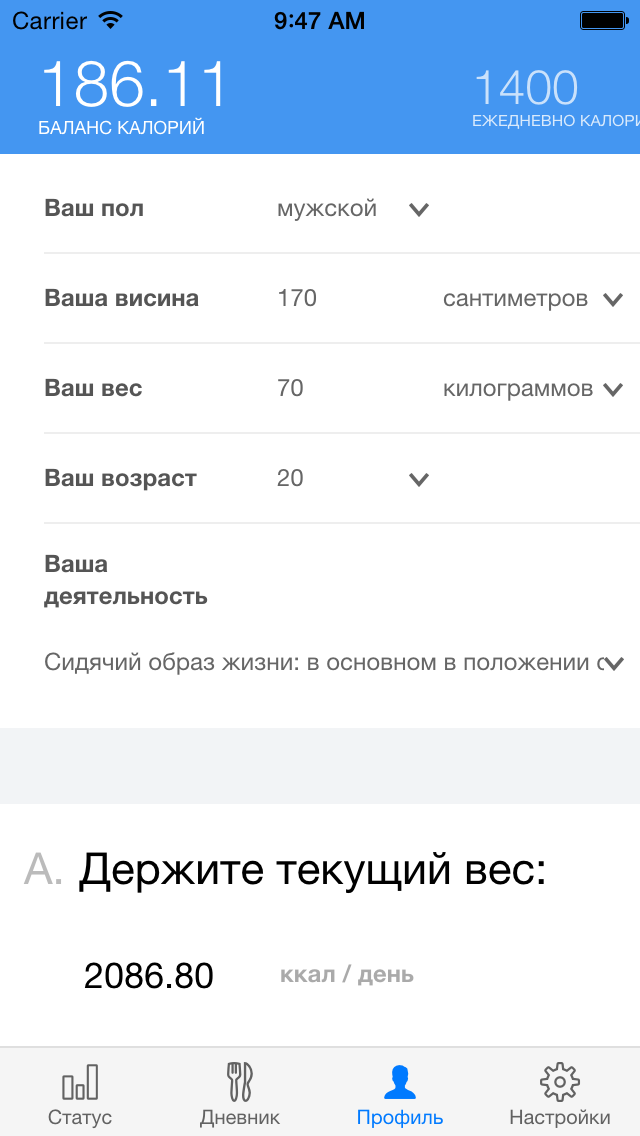 Carrier 9:47 AM
186.11 1400
БАЛАНС КАЛОРИЙ ЕЖЕДНЕВНО КАЛОРИ
Ваш пол мужской
Ваша висина 170 сантиметров
Ваш вес 70 килограммов
Ваш возраст 20
Ваша
деятельность
Сидячий образ жизни: в основном в положении с
A. Держите текущий вес:
2086.80 ккал / день
Статус Дневник Профиль Настройки